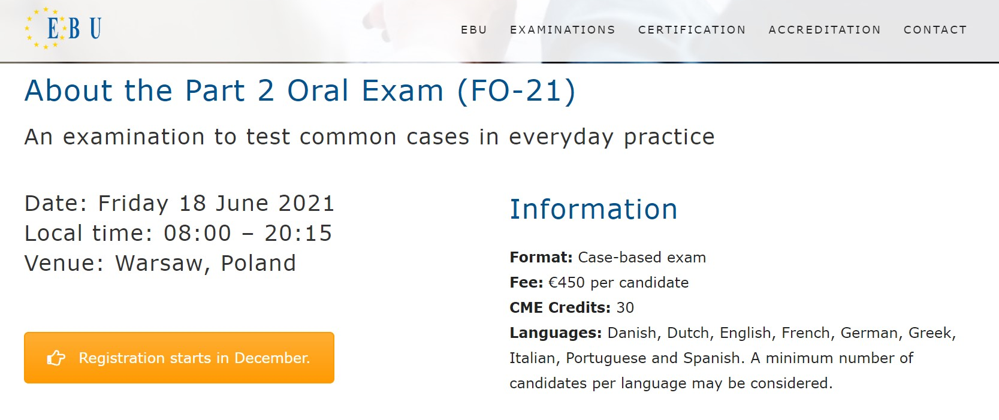 EBU
EBU EXAMINATIONS CERTIFICATION ACCREDITATION CONTACT
About the Part 2 Oral Exam (FO-21)
An examination to test common cases in everyday practice
Date: Friday 18 June 2021
Local time: 08:00 – 20:15
Venue: Warsaw, Poland
Registration starts in December.
Information
Format: Case-based exam
Fee: €450 per candidate
CME Credits: 30
Languages: Danish, Dutch, English, French, German, Greek,
Italian, Portuguese and Spanish. A minimum number of
candidates per language may be considered.